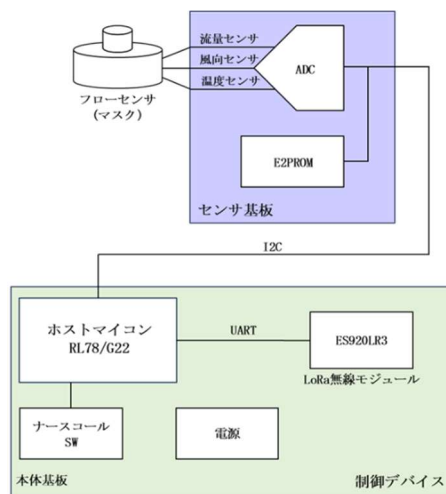 流量センサ
風向センサ
温度センサ
ADC
フローセンサ
(マスク)
E2PROM
センサ基板
I2C
ホストマイコン
RL78/G22
UART
ES920LR3
LoRa無線モジュール
ナースコール
SW
電源
本体基板
制御デバイス